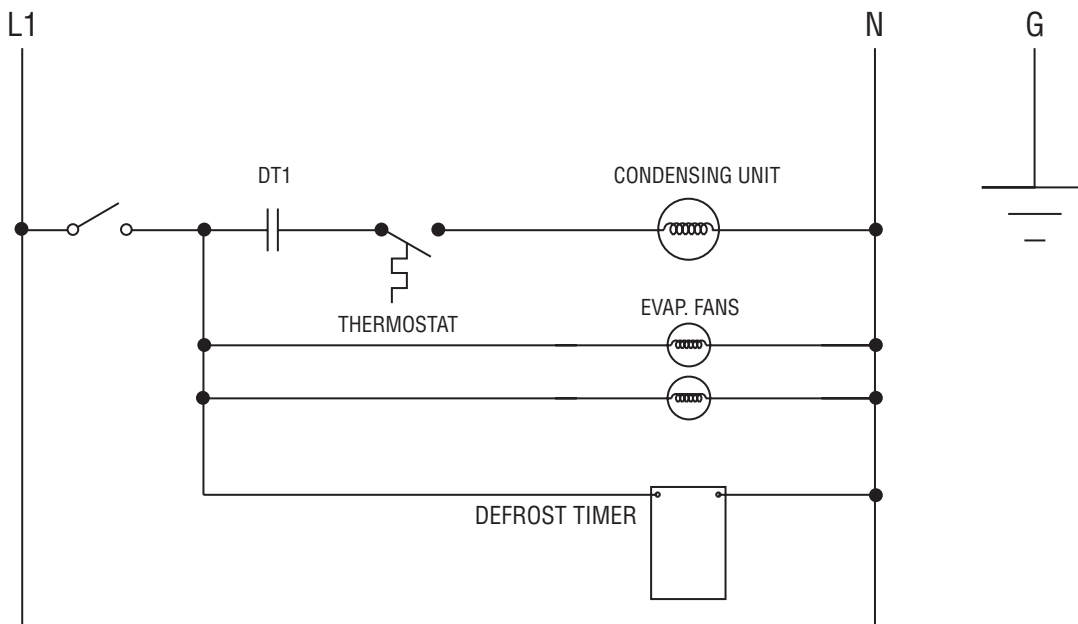 L1
N
G
DT1
CONDENSING UNIT
THERMOSTAT
EVAP. FANS
DEFROST TIMER